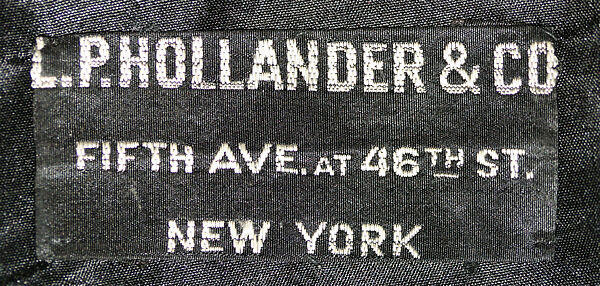 L.P.HOLLANDER & CO
FIFTH AVE. AT 46TH ST.
NEW YORK